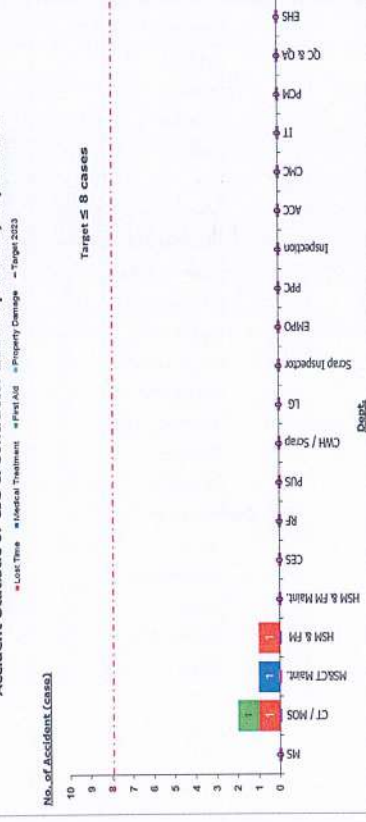 Lost Time Medical Treatment First Aid Property Damage Target 2023
No. of Accident (case)
Target ≤ 8 cases
10
9
8
7
6
5
4
3
2
1
0
1
1
1
1
MS
CT / MOS
MS&CT Maint.
HSM & FM
HSM & FM Maint.
CES
RF
PUS
CWH / Scrap
LG
Scrap Inspector
EMPO
PPC
Inspection
ACC
CMC
IT
PCM
QC & QA
EHS
Dept.